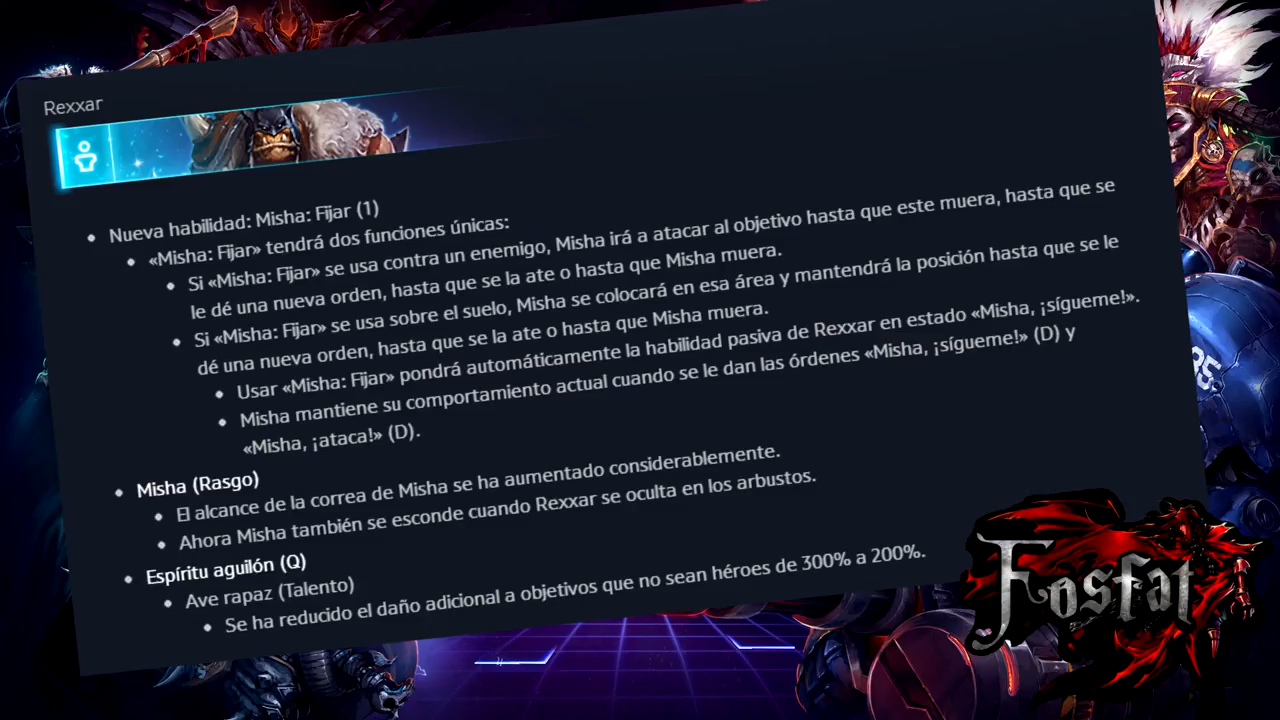 Rexxar
Nueva habilidad: Misha: Fijar (1)
«Misha: Fijar» tendrá dos funciones únicas:
Si «Misha: Fijar» se usa contra un enemigo, Misha irá a atacar al objetivo hasta que este muera, hasta que se
le dé una nueva orden, hasta que se la ate o hasta que Misha muera.
Si «Misha: Fijar» se usa sobre el suelo, Misha se colocará en esa área y mantendrá la posición hasta que se le
dé una nueva orden, hasta que se la ate o hasta que Misha muera.
Usar «Misha: Fijar» pondrá automáticamente la habilidad pasiva de Rexxar en estado «Misha, ¡sígueme!».
Misha mantiene su comportamiento actual cuando se le dan las órdenes «Misha, ¡sígueme!» (D) y
«Misha, ¡ataca!» (D).
Misha (Rasgo)
El alcance de la correa de Misha se ha aumentado considerablemente.
Ahora Misha también se esconde cuando Rexxar se oculta en los arbustos.
Espíritu aguilón (Q)
Ave rapaz (Talento)
Se ha reducido el daño adicional a objetivos que no sean héroes de 300% a 200%.
Fosfat